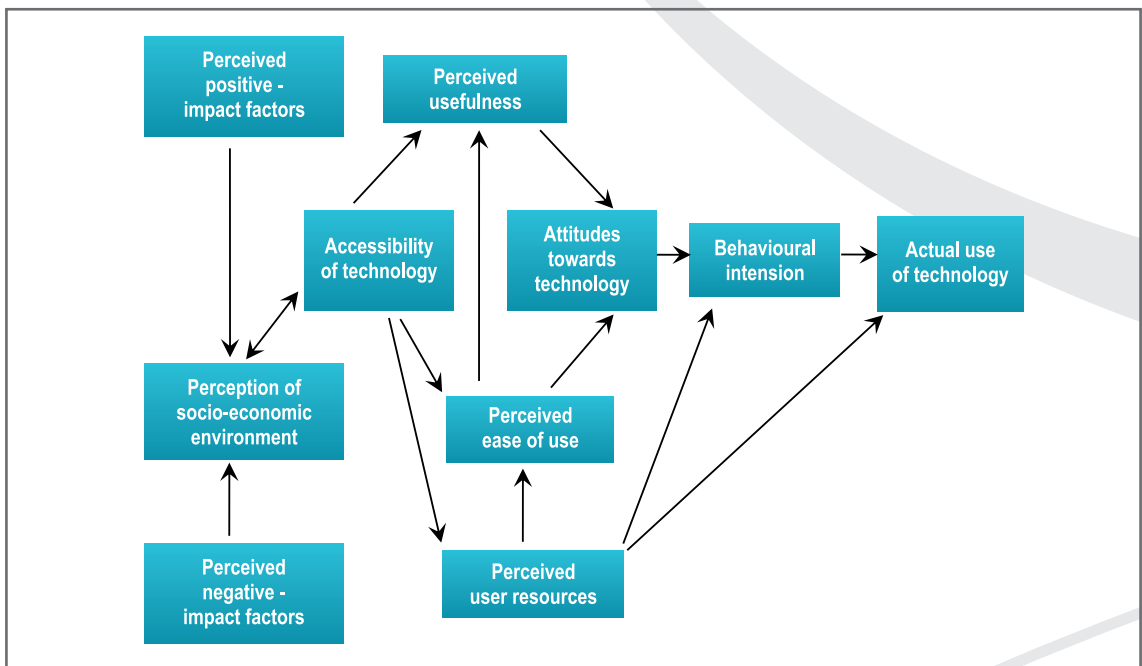 Perceived
positive -
impact factors
Perceived
usefulness
Accessibility
of technology
Attitudes
towards
technology
Behavioural
intension
Actual use
of technology
Perception of
socio-economic
environment
Perceived
ease of use
Perceived
negative -
impact factors
Perceived
user resources